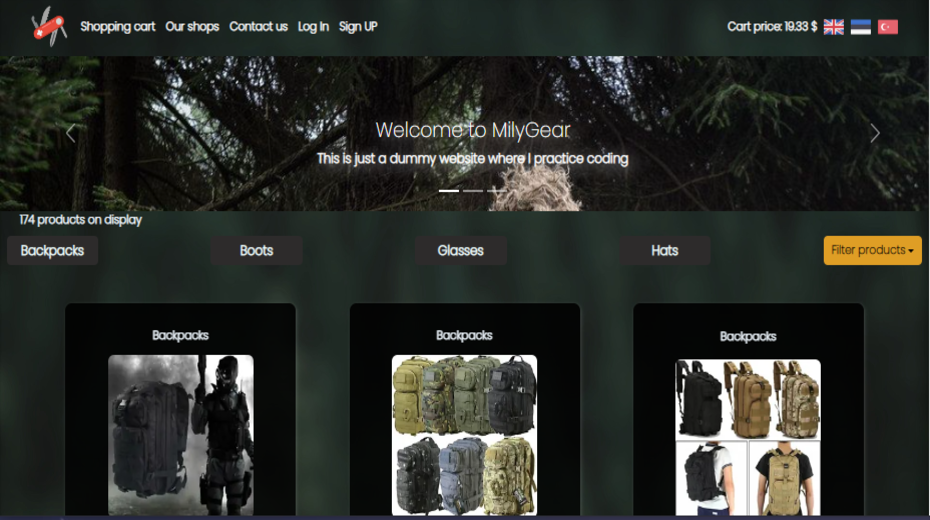 Shopping cart Our shops Contact us Log In Sign UP Cart price: 19.33 $
Welcome to MilyGear
This is just a dummy website where I practice coding
174 products on display
Backpacks Boots Glasses Hats Filter products
Backpacks Backpacks Backpacks